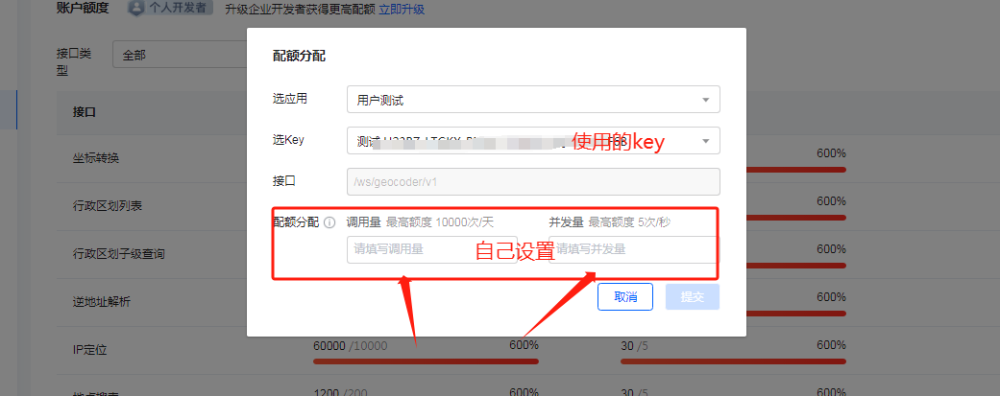 账户额度 个人开发者 升级企业开发者获得更高配额 立即升级
接口类型 全部
接口
坐标转换 600%
行政区划列表 600%
行政区划子级查询 600%
逆地址解析 600%
IP定位 60000 /10000 600% 30 /5 600%
1200 /200 600% 30 /5 600%
配额分配
选应用 用户测试
选Key 测试 使用的key
接口 /ws/geocoder/v1
配额分配 调用量 最高额度 10000次/天 并发量 最高额度 5次/秒
请填写调用量 自己设置 请填写并发量
取消 提交